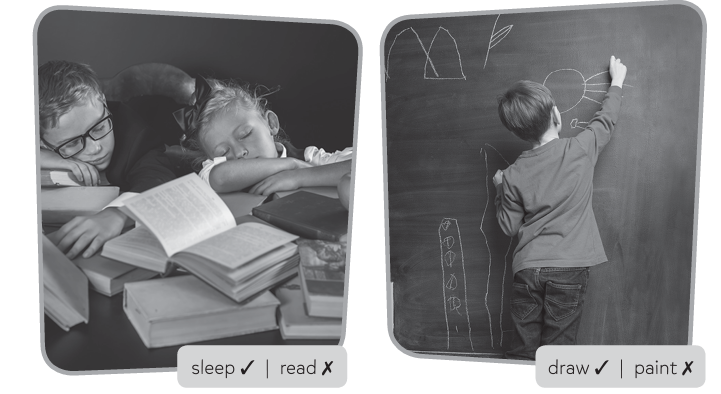 sleep ✓ | read ✗
draw ✓ | paint ✗